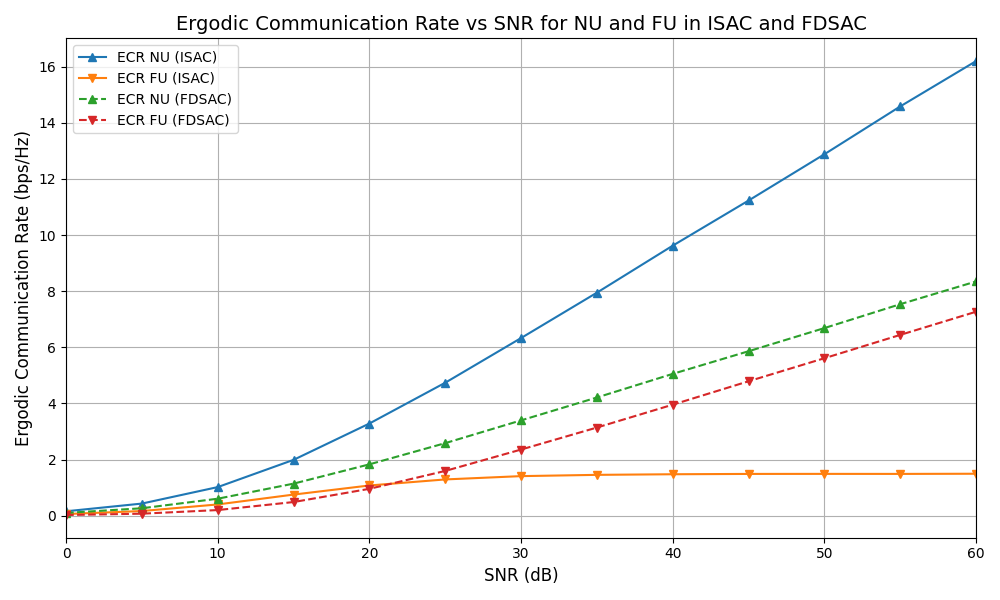 Ergodic Communication Rate vs SNR for NU and FU in ISAC and FDSAC
ECR NU (ISAC)
ECR FU (ISAC)
ECR NU (FDSAC)
ECR FU (FDSAC)
Ergodic Communication Rate (bps/Hz)
16
14
12
10
8
6
4
2
0
0 10 20 30 40 50 60
SNR (dB)